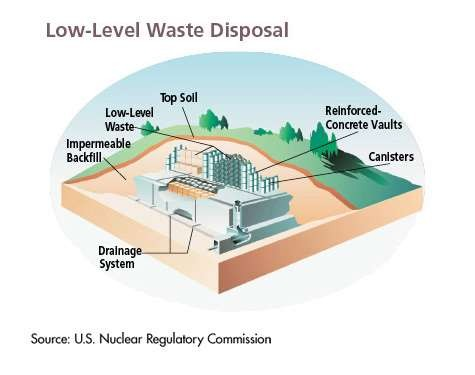 Low-Level Waste Disposal
Top Soil
Low-Level
Waste
Impermeable
Backfill
Reinforced-
Concrete Vaults
Canisters
Drainage
System
Source: U.S. Nuclear Regulatory Commission